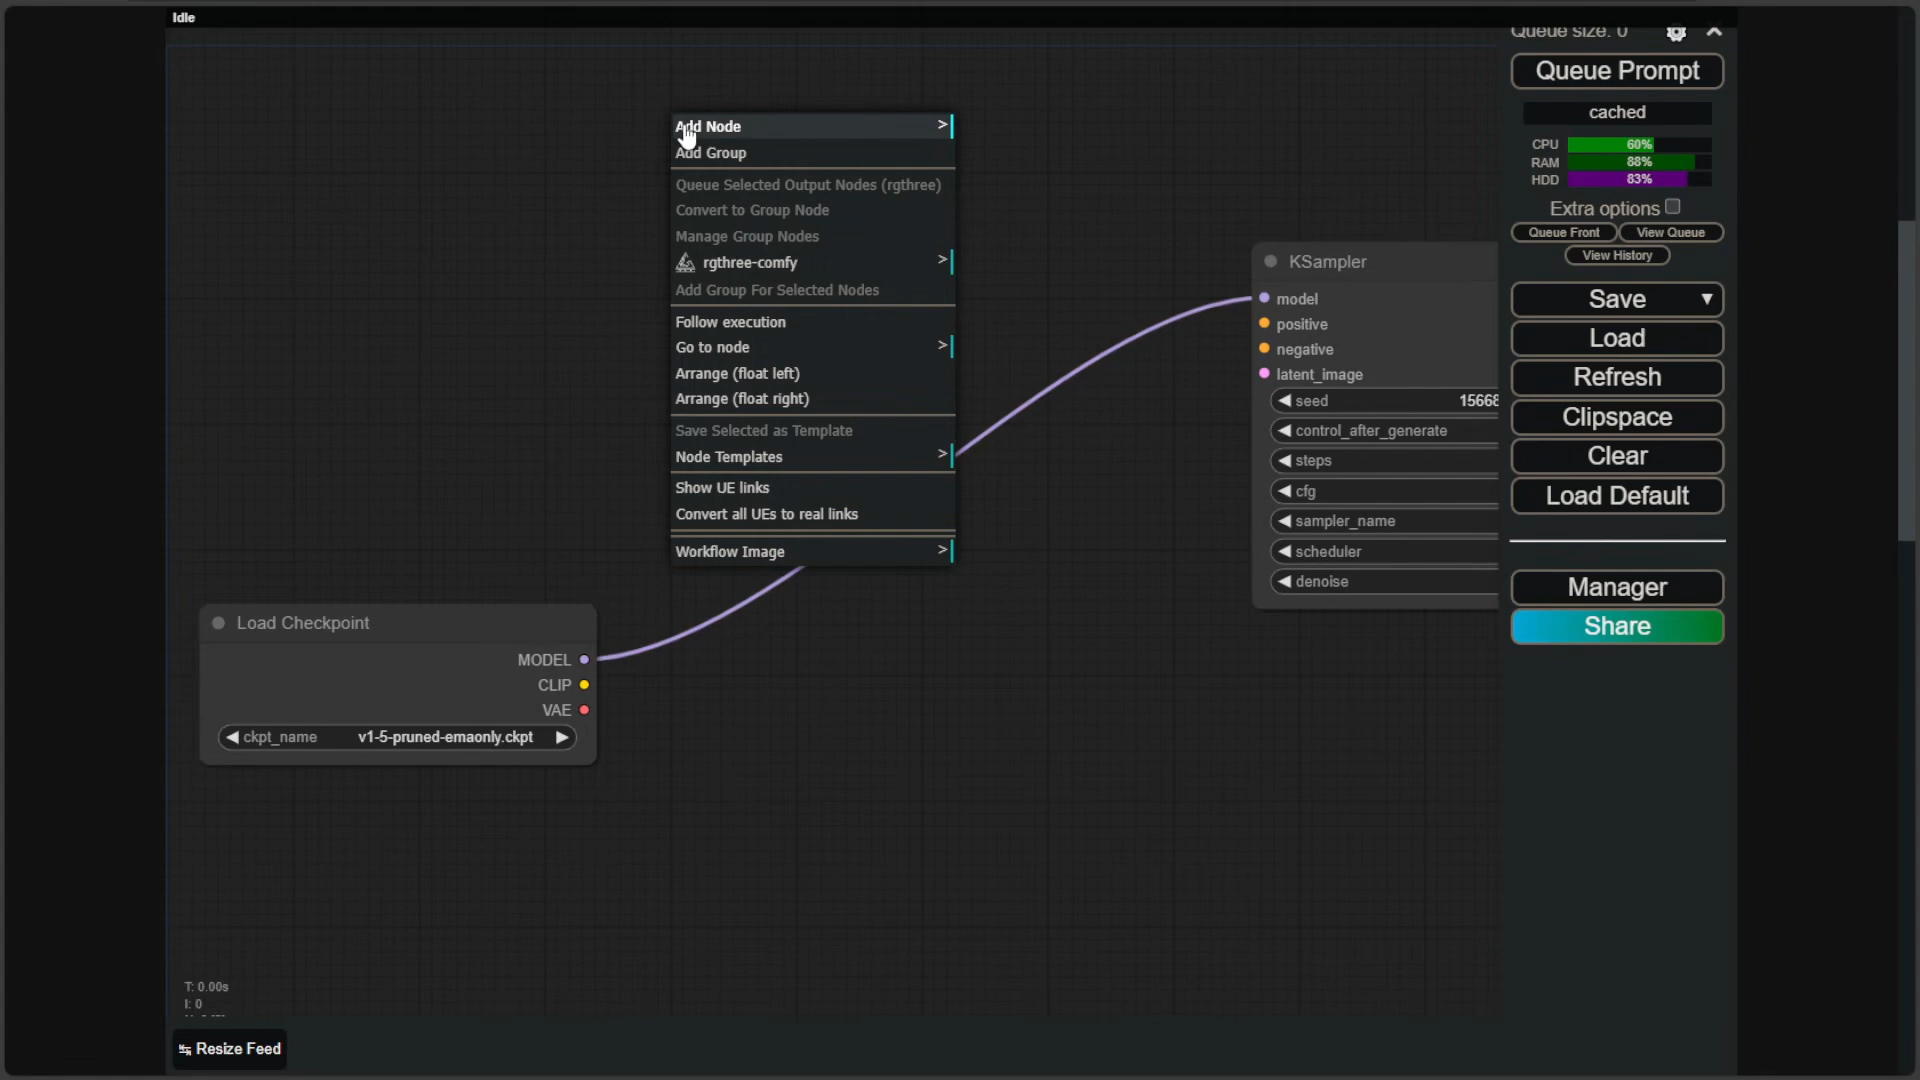 Idle
Queue size: 0
Queue Prompt
cached
CPU 60%
RAM 88%
HDD 83%
Extra options
Queue Front
View Queue
View History
Save ▼
Load
Refresh
Clipspace
Clear
Load Default
Manager
Share
Add Node >
Add Group
Queue Selected Output Nodes (rgthree)
Convert to Group Node
Manage Group Nodes
rgthree-comfy >
Add Group For Selected Nodes
Follow execution
Go to node >
Arrange (float left)
Arrange (float right)
Save Selected as Template
Node Templates >
Show UE links
Convert all UEs to real links
Workflow Image >
KSampler
model
positive
negative
latent_image
◀ seed 15668
◀ control_after_generate
◀ steps
◀ cfg
◀ sampler_name
◀ scheduler
◀ denoise
Load Checkpoint
MODEL
CLIP
VAE
◀ ckpt_name v1-5-pruned-emaonly.ckpt ▶
T: 0.00s
I: 0
Resize Feed